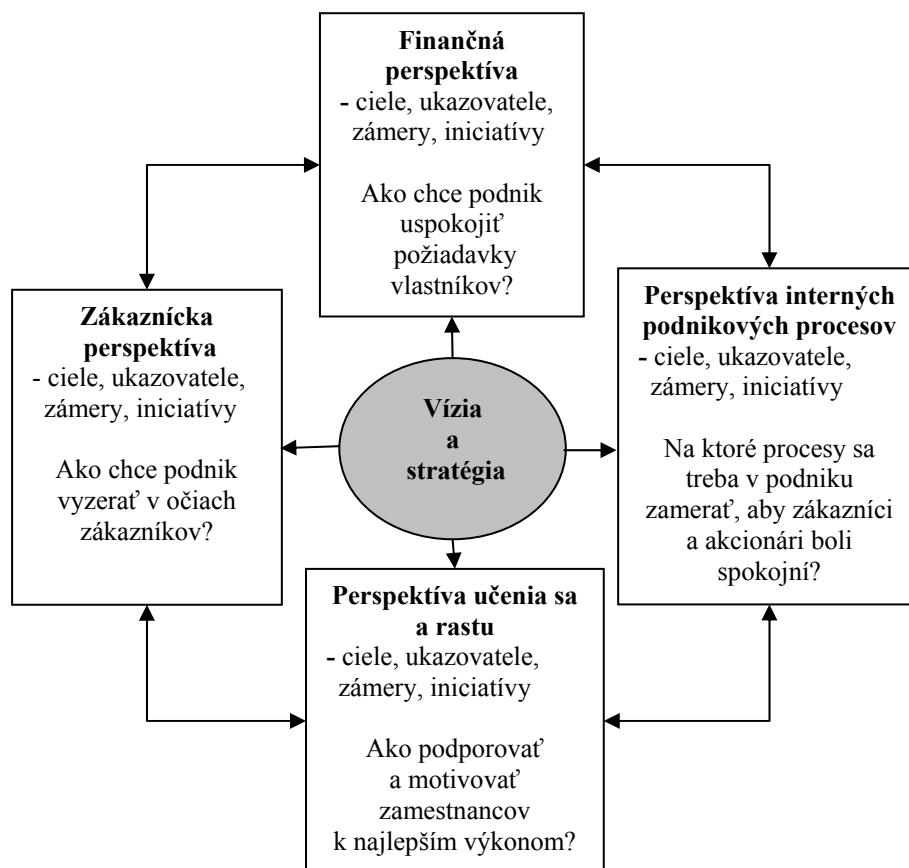 Finančná
perspektíva
- ciele, ukazovatele,
zámery, iniciatívy
Ako chce podnik
uspokojiť
požiadavky
vlastníkov?
Zákaznícka
perspektíva
- ciele, ukazovatele,
zámery, iniciatívy
Ako chce podnik
vyzerať v očiach
zákazníkov?
Vízia
a
stratégia
Perspektíva interných
podnikových procesov
- ciele, ukazovatele,
zámery, iniciatívy
Na ktoré procesy sa
treba v podniku
zamerať, aby zákazníci
a akcionári boli
spokojní?
Perspektíva učenia sa
a rastu
- ciele, ukazovatele,
zámery, iniciatívy
Ako podporovať
a motivovať
zamestnancov
k najlepším výkonom?